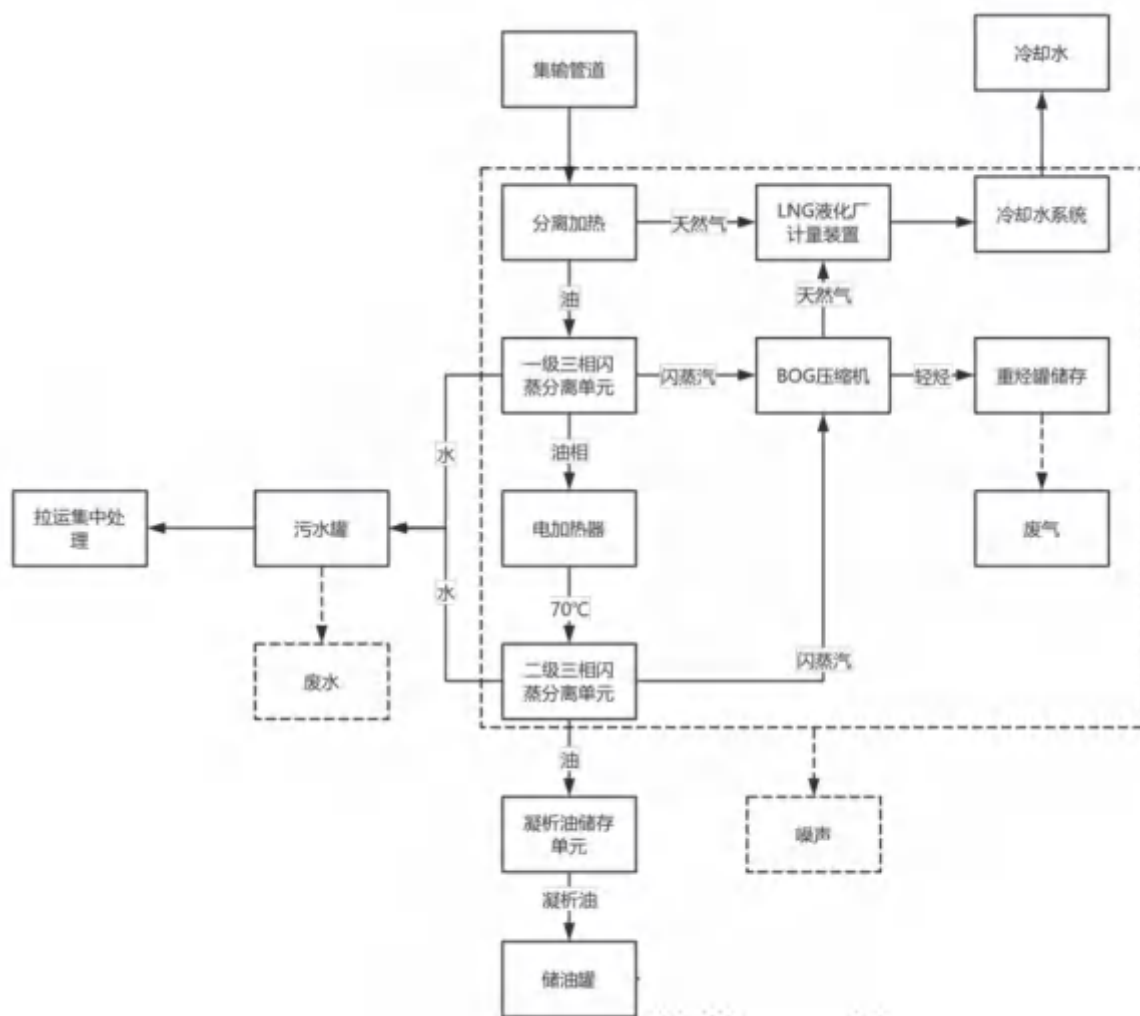 集输管道
冷却水
分离加热
天然气
LNG液化厂
计量装置
冷却水系统
油
天然气
一级三相闪
蒸分离单元
闪蒸汽
BOG压缩机
轻烃
重烃罐储存
水
油相
拉运集中处
理
污水罐
电加热器
废气
水
70℃
废水
二级三相闪
蒸分离单元
闪蒸汽
油
凝析油储存
单元
噪声
凝析油
储油罐